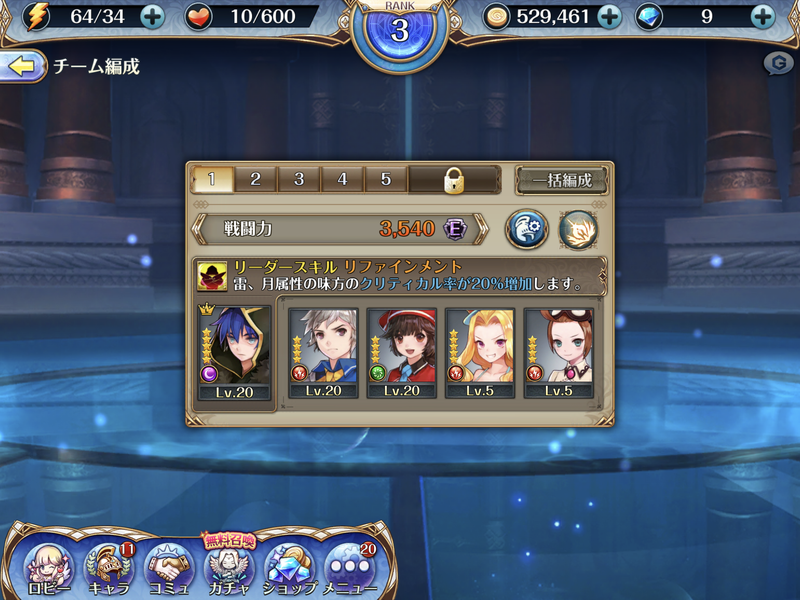 64/34
10/600
RANK
3
529,461
9
チーム編成
G
1 2 3 4 5
一括編成
戦闘力 3,540 E
リーダースキル リファインメント
雷、月属性の味方のクリティカル率が20%増加します。
Lv.20 Lv.20 Lv.20 Lv.5 Lv.5
無料召喚
11
20
ロビー キャラ コミュ ガチャ ショップ メニュー